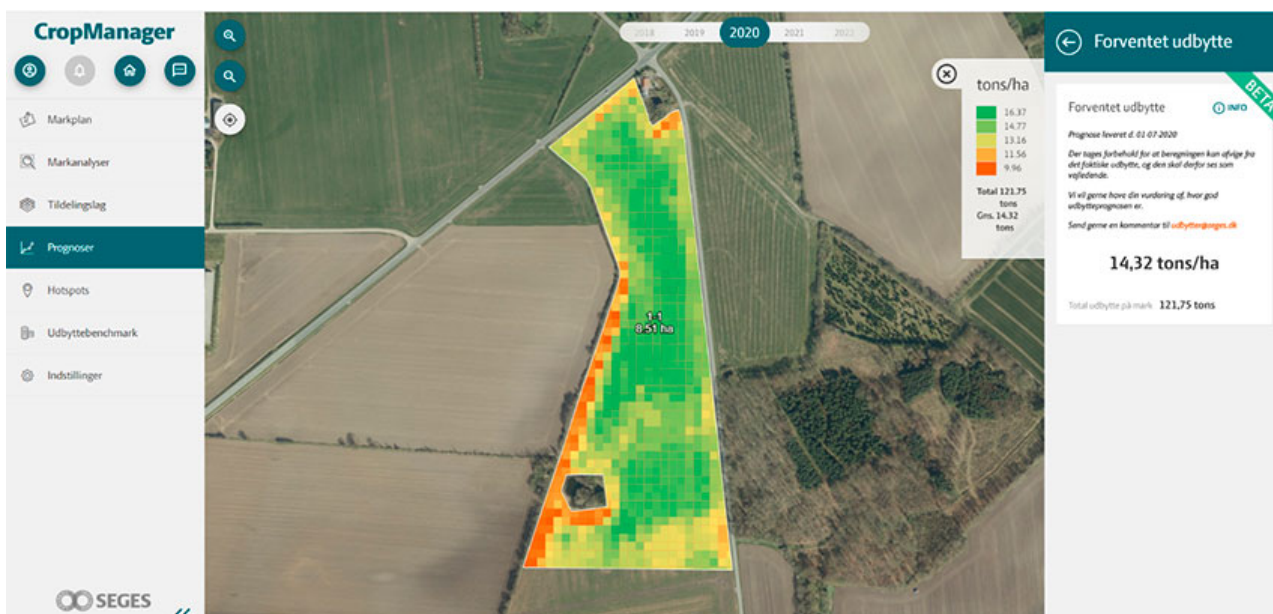 CropManager
Markplan
Markanalyser
Tildelingslag
Prognoser
Hotspots
Udbyttebenchmark
Indstillinger
SEGES
2018 2019 2020 2021 2022
1-1
8.51 ha
tons/ha
16.37
14.77
13.16
11.56
9.96
Total 121.75
tons
Gns. 14.32
tons
Forventet udbytte
BETA
Forventet udbytte INFO
Prognose leveret d. 01-07-2020
Der tages forbehold for at beregningen kan afvige fra
det faktiske udbytte, og den skal derfor ses som
vejledende.
Vi vil gerne have din vurdering af, hvor god
udbytteprognosen er.
Send gerne en kommentar til udbytte@seges.dk
14,32 tons/ha
Total udbytte på mark 121,75 tons